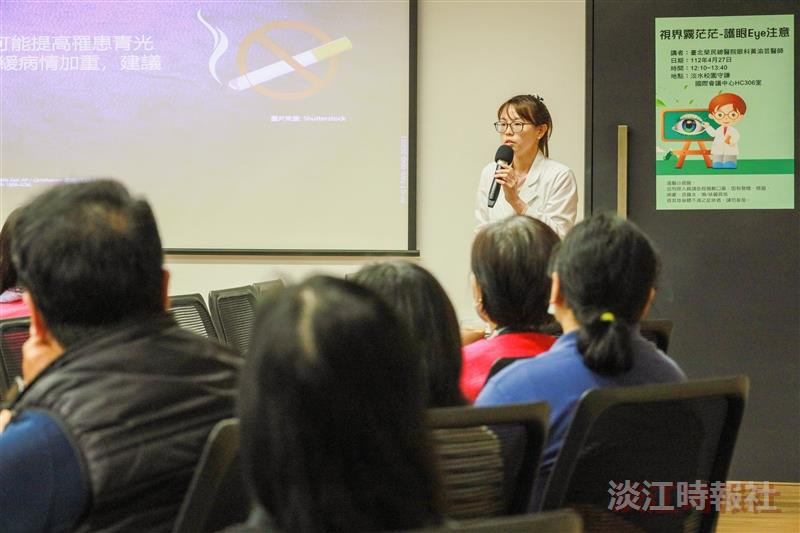 可能提高罹患青光
緩病情加重，建議
圖片來源: Shutterstock
視界霧茫茫-護眼Eye注意
講者：臺北榮民總醫院眼科黃渝芸醫師
日期：112年4月27日
時間：12:10~13:40
地點：淡水校園守謙
國際會議中心HC306室
淡江時報社